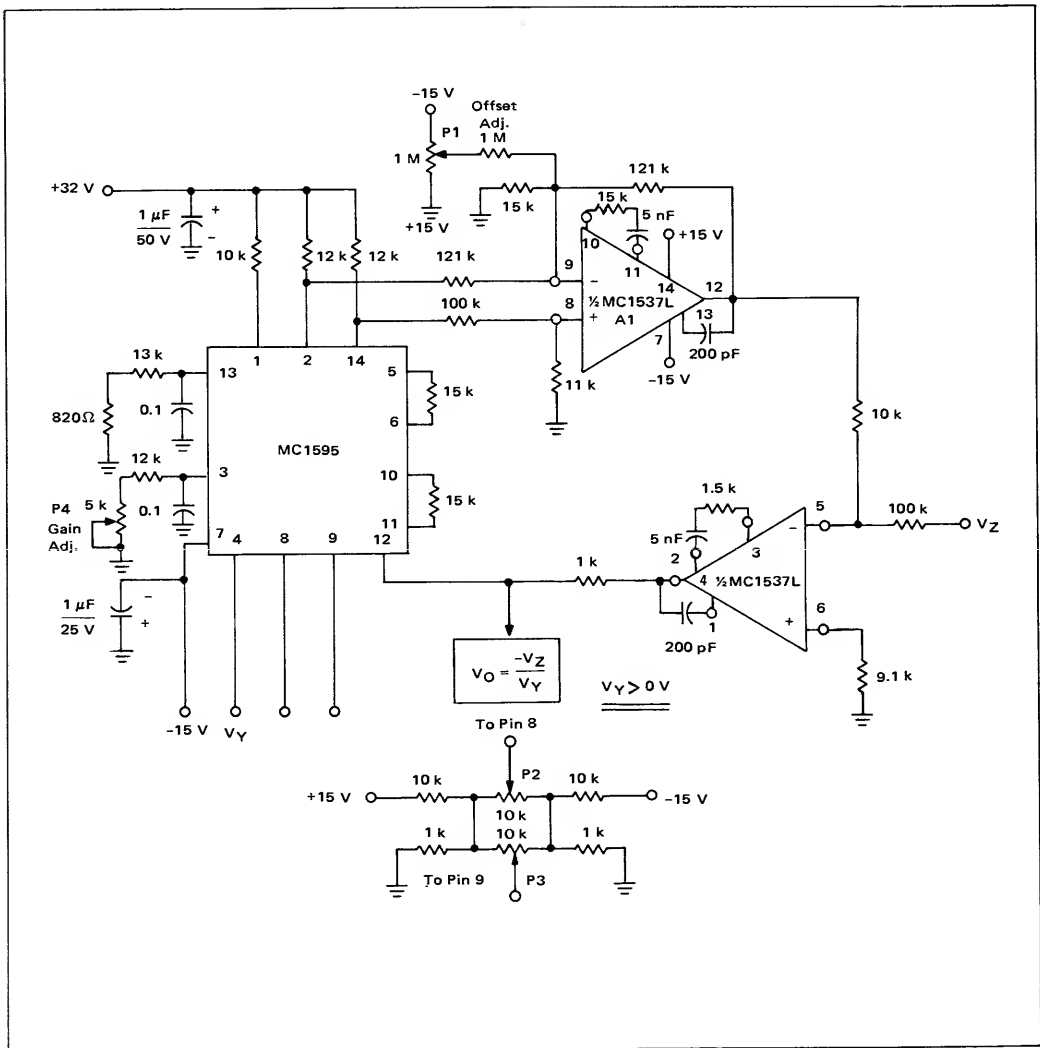 −15 V
Offset
Adj.
P1
1 M
1 M
121 k
+32 V
15 k
+15 V
15 k
5 nF
+15 V
1 µF
50 V
+
−
10 k
12 k
12 k
10
11
121 k
9
−
14
12
8
½MC1537L
100 k
+
A1
13
7
200 pF
−15 V
11 k
1
2
14
13 k
13
5
15 k
820Ω
0.1
6
10 k
MC1595
12 k
3
10
P4
5 k
15 k
Gain
0.1
Adj.
7
11
4
8
9
12
1.5 k
5
100 k
VZ
−
5 nF
3
2
1 k
4
½MC1537L
6
1 µF
25 V
−
+
+
1
200 pF
VO = −VZ
VY
VY > 0 V
9.1 k
−15 V
VY
To Pin 8
10 k
P2
10 k
+15 V
−15 V
10 k
1 k
10 k
1 k
To Pin 9
P3